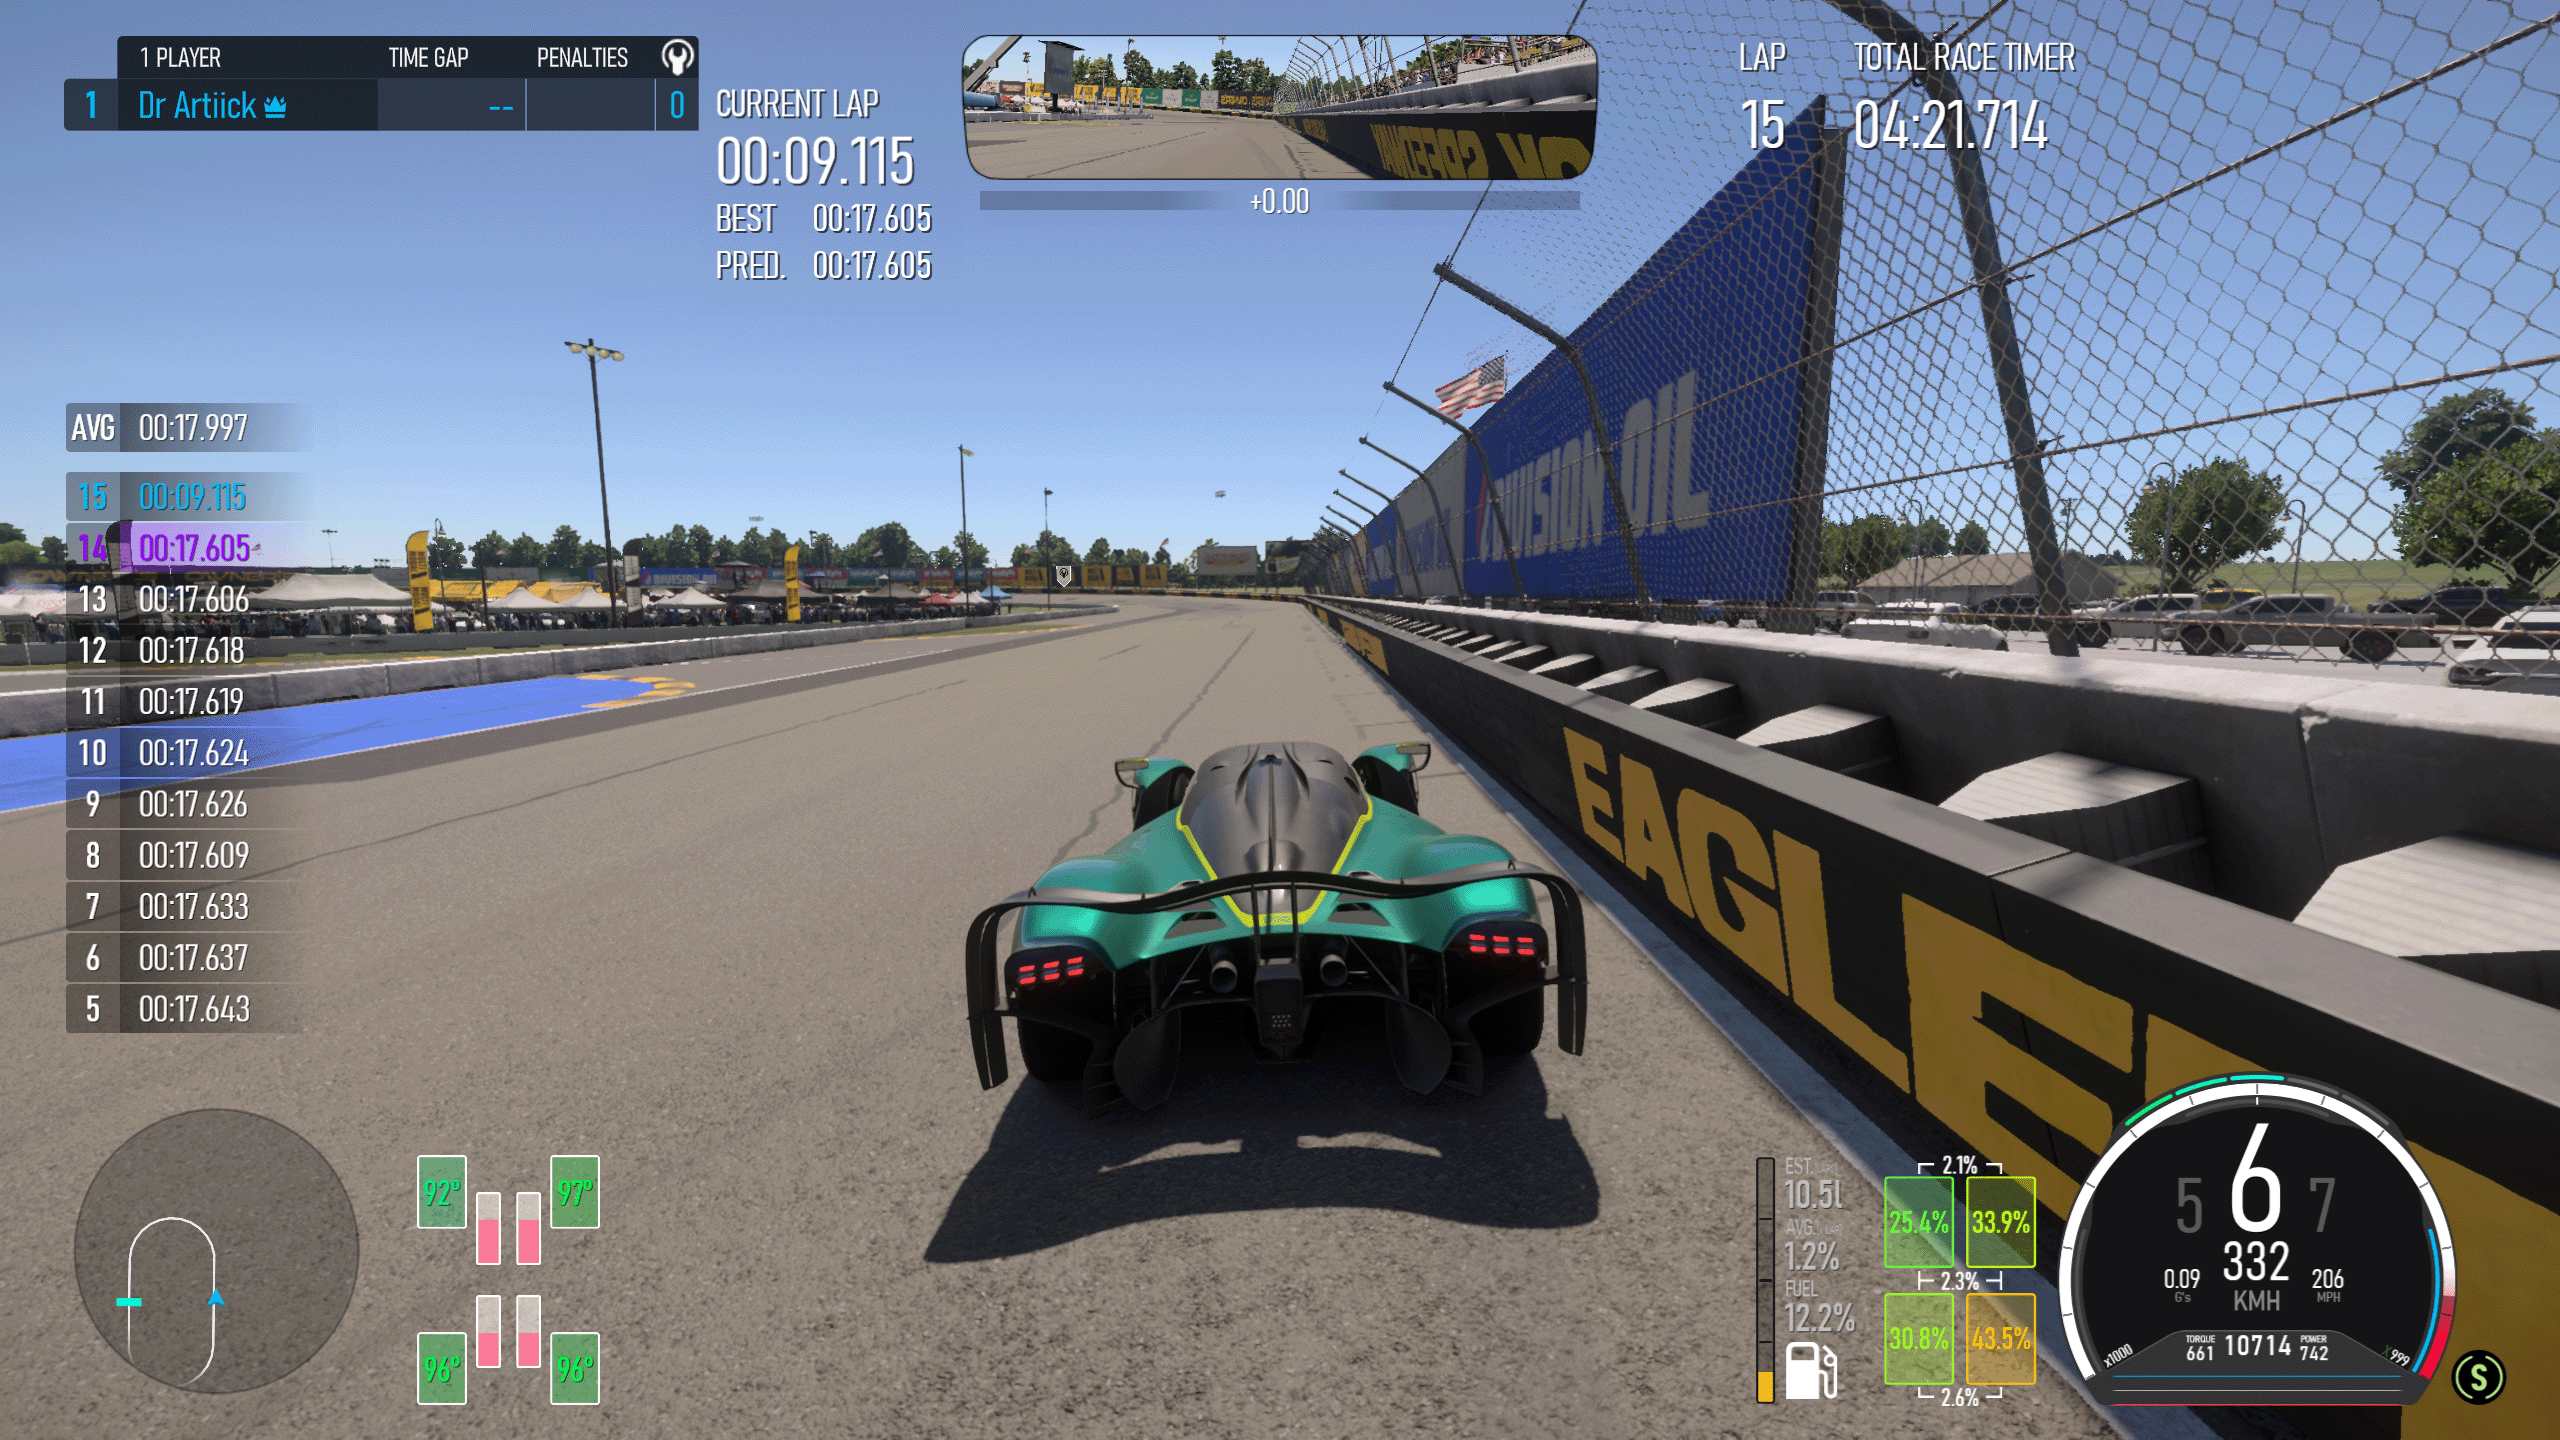 1 PLAYER TIME GAP PENALTIES
1 Dr Artiick -- 0
CURRENT LAP
00:09.115
BEST 00:17.605
PRED. 00:17.605
+0.00
LAP TOTAL RACE TIMER
15 04:21.714
AVG 00:17.997
15 00:09.115
14 00:17.605
13 00:17.606
12 00:17.618
11 00:17.619
10 00:17.624
9 00:17.626
8 00:17.609
7 00:17.633
6 00:17.637
5 00:17.643
DIVISION OIL
DIVISION OIL
EAGLE
92° 97°
96° 96°
EST.
10.5l
AVG.
1.2%
FUEL
12.2%
2.1%
25.4% 33.9%
2.3%
30.8% 43.5%
2.6%
5 6 7
0.09 G's 332 KMH 206 MPH
TORQUE 661 10714 POWER 742
x1000 999
S